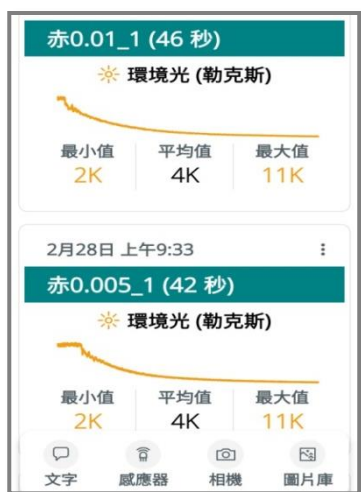 赤0.01_1 (46 秒)
環境光 (勒克斯)
最小值 平均值 最大值
2K 4K 11K
2月28日 上午9:33
赤0.005_1 (42 秒)
環境光 (勒克斯)
最小值 平均值 最大值
2K 4K 11K
文字 感應器 相機 圖片庫